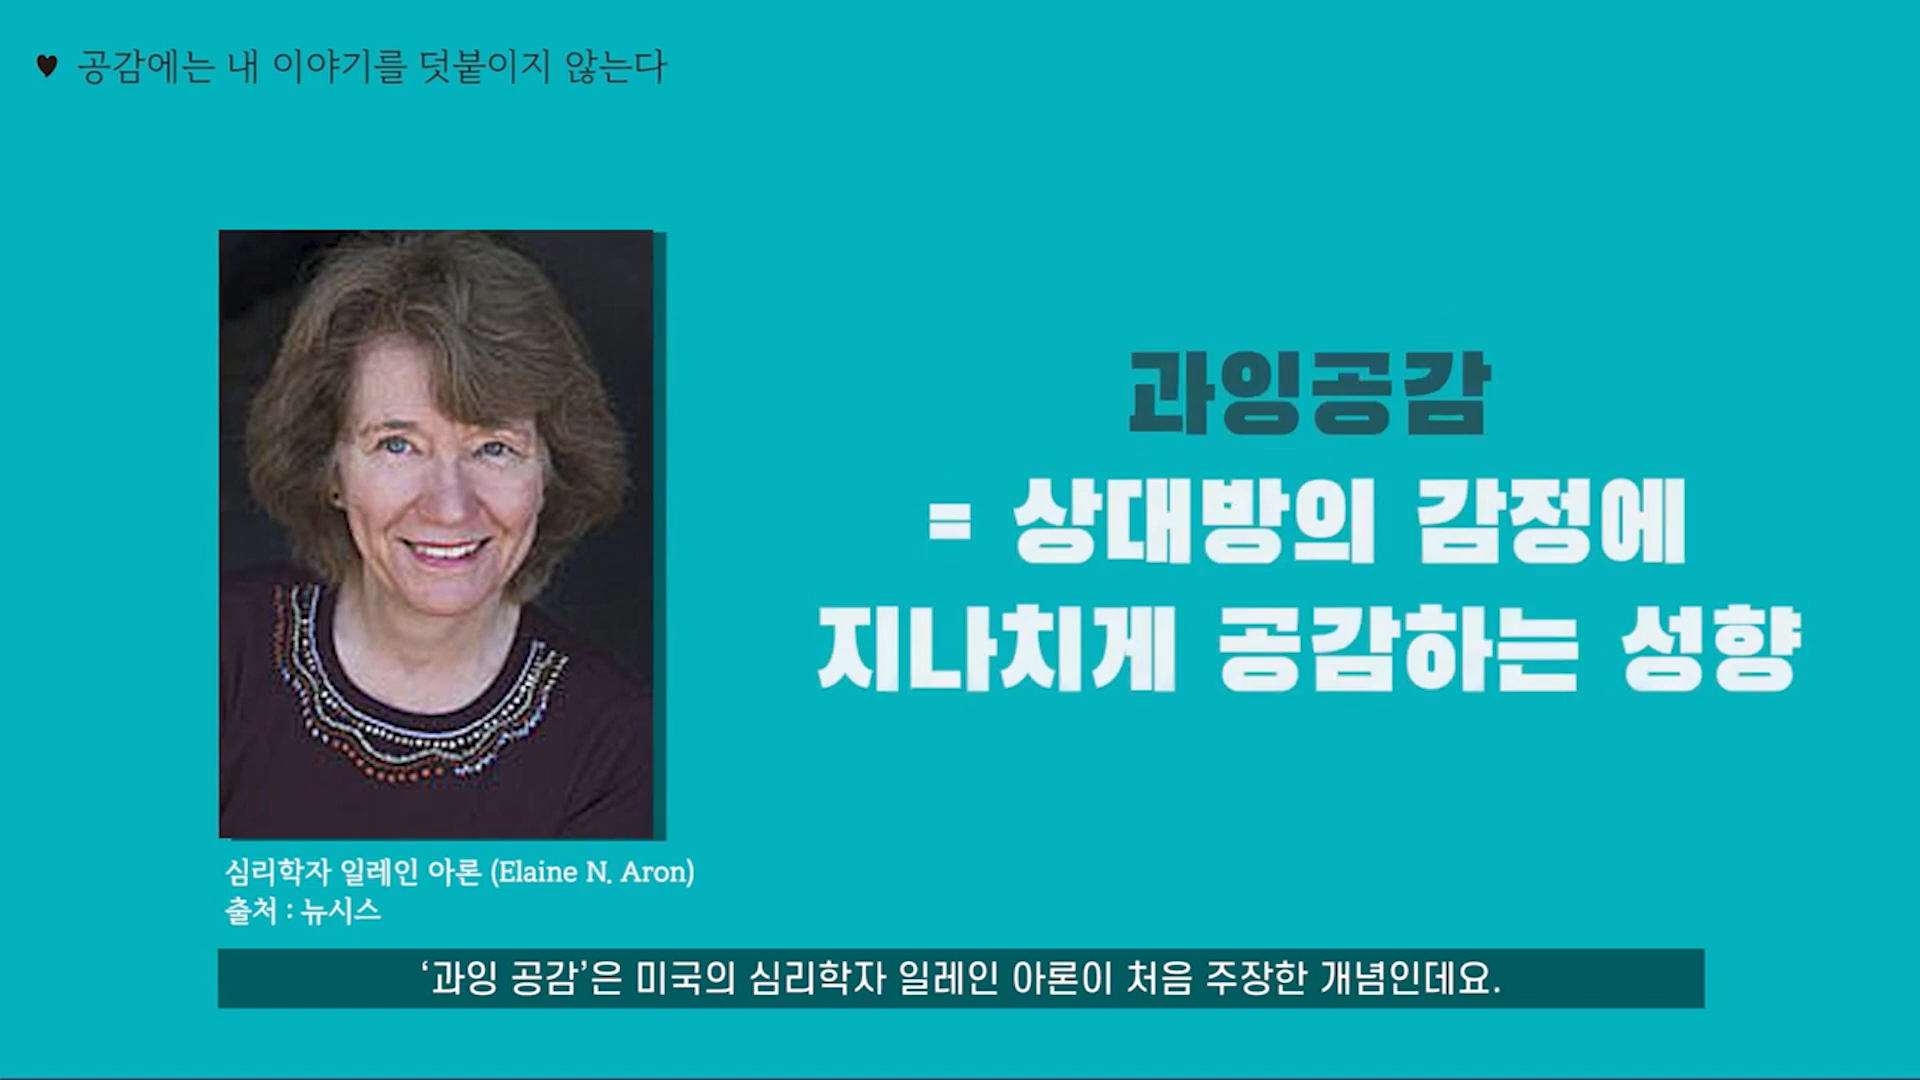 ♥ 공감에는 내 이야기를 덧붙이지 않는다
과잉공감
= 상대방의 감정에
지나치게 공감하는 성향
심리학자 일레인 아론 (Elaine N. Aron)
출처 : 뉴시스
‘과잉 공감’은 미국의 심리학자 일레인 아론이 처음 주장한 개념인데요.